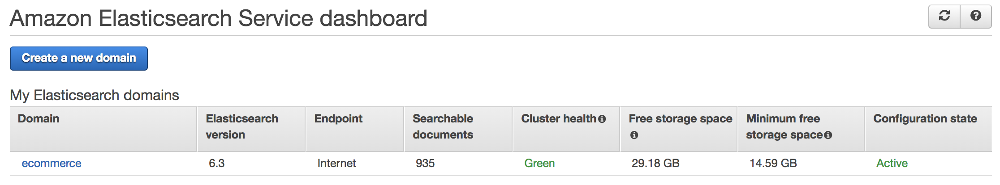 Amazon Elasticsearch Service dashboard
Create a new domain
My Elasticsearch domains
Domain
Elasticsearch version
Endpoint
Searchable documents
Cluster health
Free storage space
Minimum free storage space
Configuration state
ecommerce
6.3
Internet
935
Green
29.18 GB
14.59 GB
Active